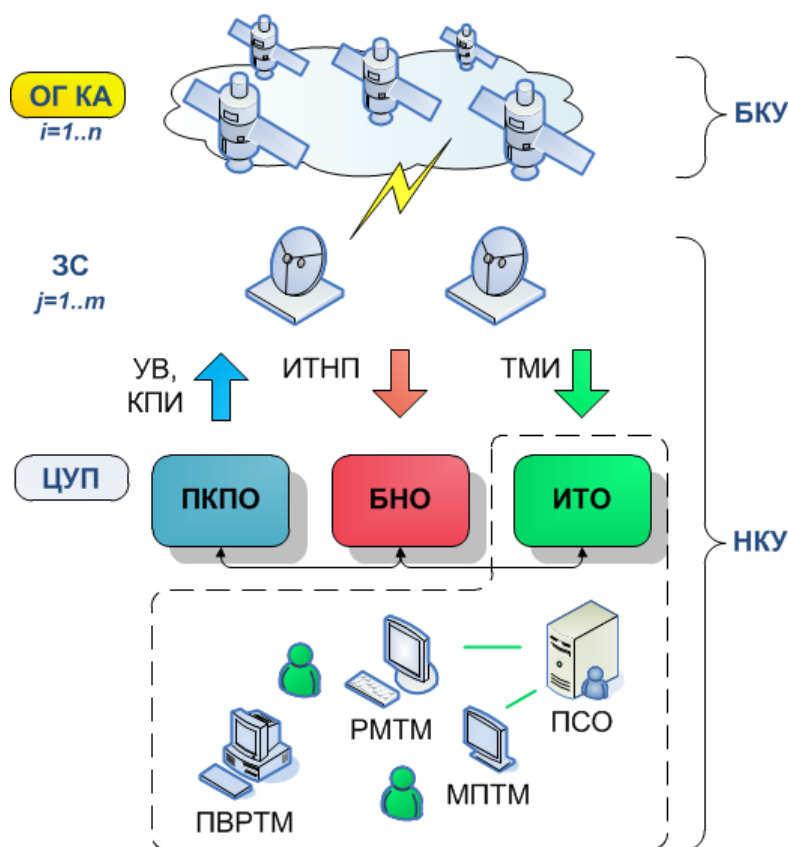 ОГ КА
i=1..n
БКУ
ЗС
j=1..m
УВ,
КПИ
ИТНП
ТМИ
ЦУП
ПКПО
БНО
ИТО
НКУ
РМТМ
ПСО
ПВРТМ
МПТМ